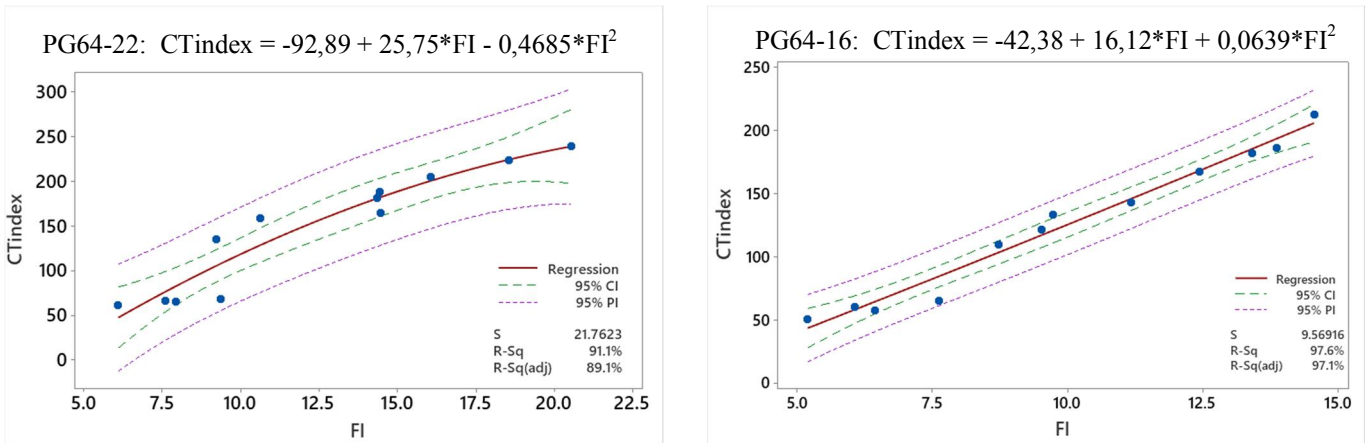 PG64-22: CTindex = -92,89 + 25,75*FI - 0,4685*FI²
300
250
200
150
100
50
0
CTindex
5.0 7.5 10.0 12.5 15.0 17.5 20.0 22.5
FI
Regression
95% CI
95% PI
S 21.7623
R-Sq 91.1%
R-Sq(adj) 89.1%
PG64-16: CTindex = -42,38 + 16,12*FI + 0,0639*FI²
250
200
150
100
50
0
CTindex
5.0 7.5 10.0 12.5 15.0
FI
Regression
95% CI
95% PI
S 9.56916
R-Sq 97.6%
R-Sq(adj) 97.1%